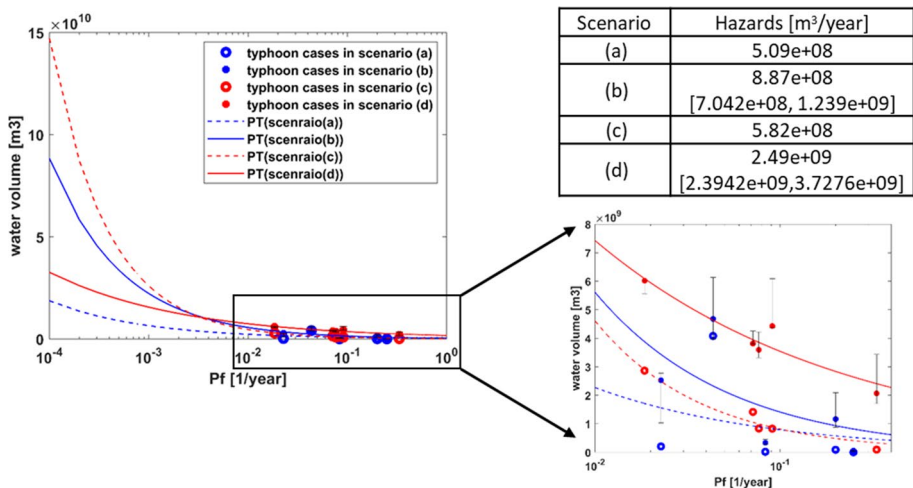 ×10^10
15
10
5
0
water volume [m3]
10^-4
10^-3
10^-2
10^-1
10^0
Pf [1/year]
typhoon cases in scenario (a)
typhoon cases in scenario (b)
typhoon cases in scenario (c)
typhoon cases in scenario (d)
PT(scenraio(a))
PT(scenraio(b))
PT(scenraio(c))
PT(scenraio(d))
Scenario Hazards [m³/year]
(a) 5.09e+08
(b) 8.87e+08
[7.042e+08, 1.239e+09]
(c) 5.82e+08
(d) 2.49e+09
[2.3942e+09,3.7276e+09]
×10^9
8
7
6
5
4
3
2
1
0
water volume [m3]
10^-2
10^-1
Pf [1/year]